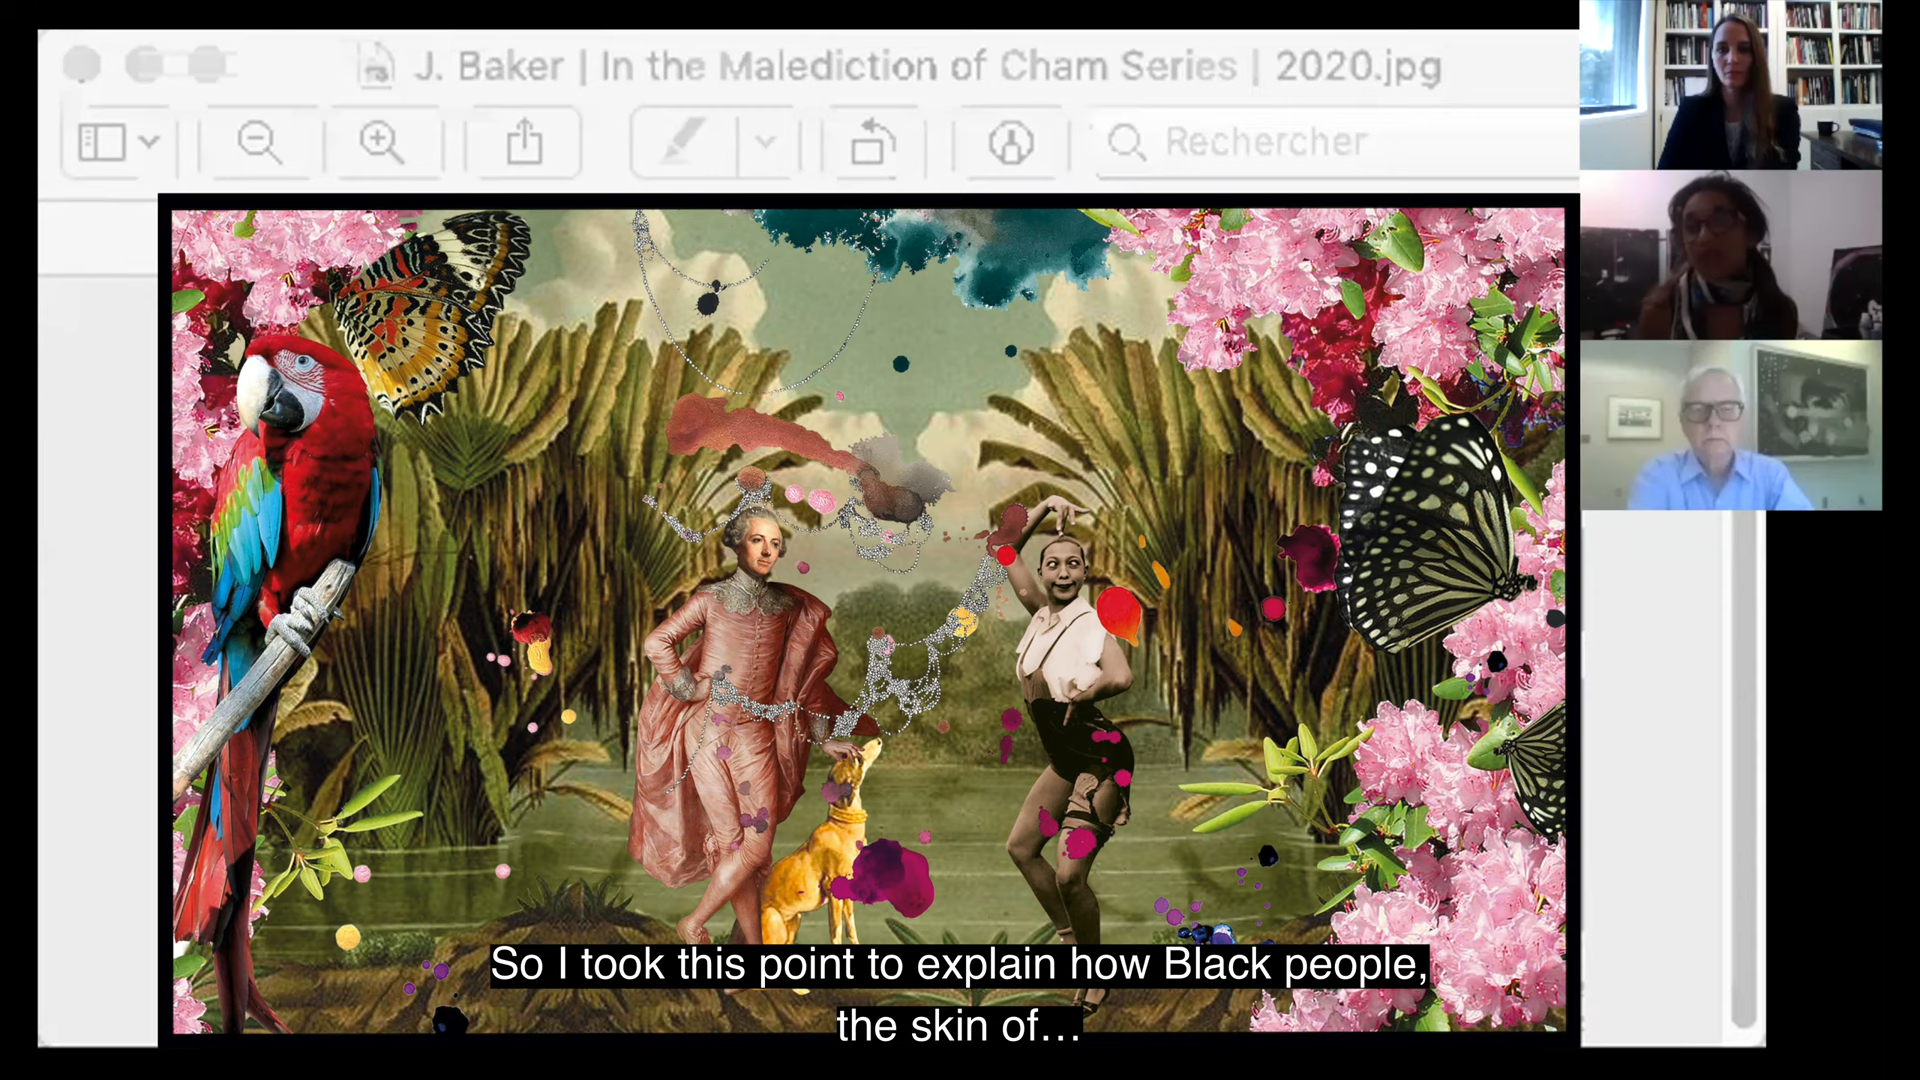 J. Baker | In the Malediction of Cham Series | 2020.jpg
Rechercher
So I took this point to explain how Black people,
the skin of…